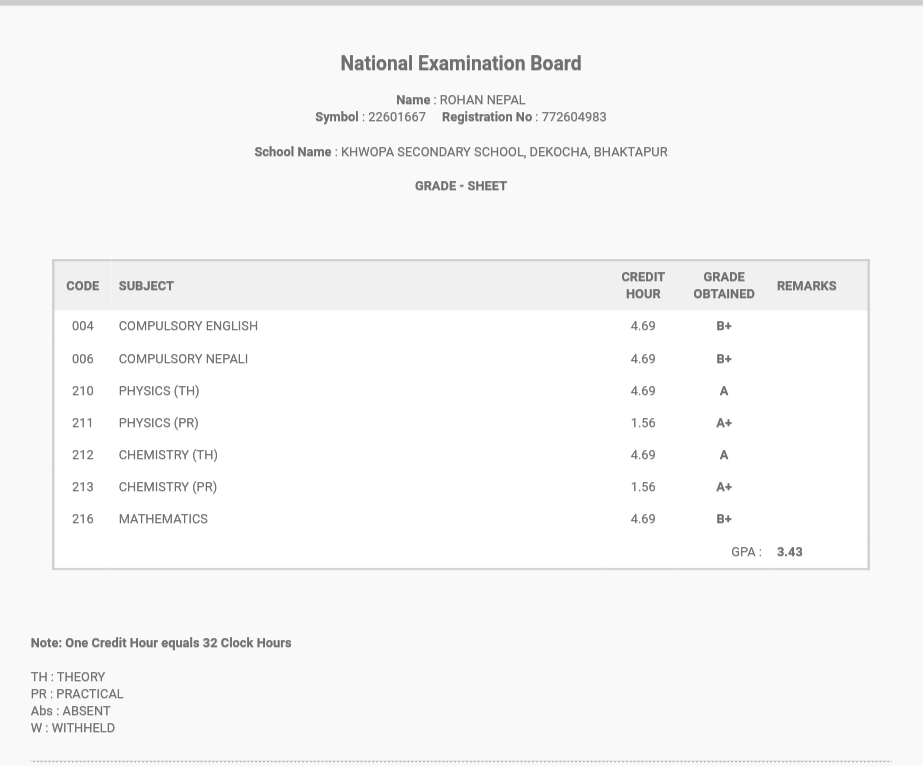 National Examination Board
Name : ROHAN NEPAL
Symbol : 22601667 Registration No : 772604983
School Name : KHWOPA SECONDARY SCHOOL, DEKOCHA, BHAKTAPUR
GRADE - SHEET
CODE SUBJECT CREDIT HOUR GRADE OBTAINED REMARKS
004 COMPULSORY ENGLISH 4.69 B+
006 COMPULSORY NEPALI 4.69 B+
210 PHYSICS (TH) 4.69 A
211 PHYSICS (PR) 1.56 A+
212 CHEMISTRY (TH) 4.69 A
213 CHEMISTRY (PR) 1.56 A+
216 MATHEMATICS 4.69 B+
GPA : 3.43
Note: One Credit Hour equals 32 Clock Hours
TH : THEORY
PR : PRACTICAL
Abs : ABSENT
W : WITHHELD